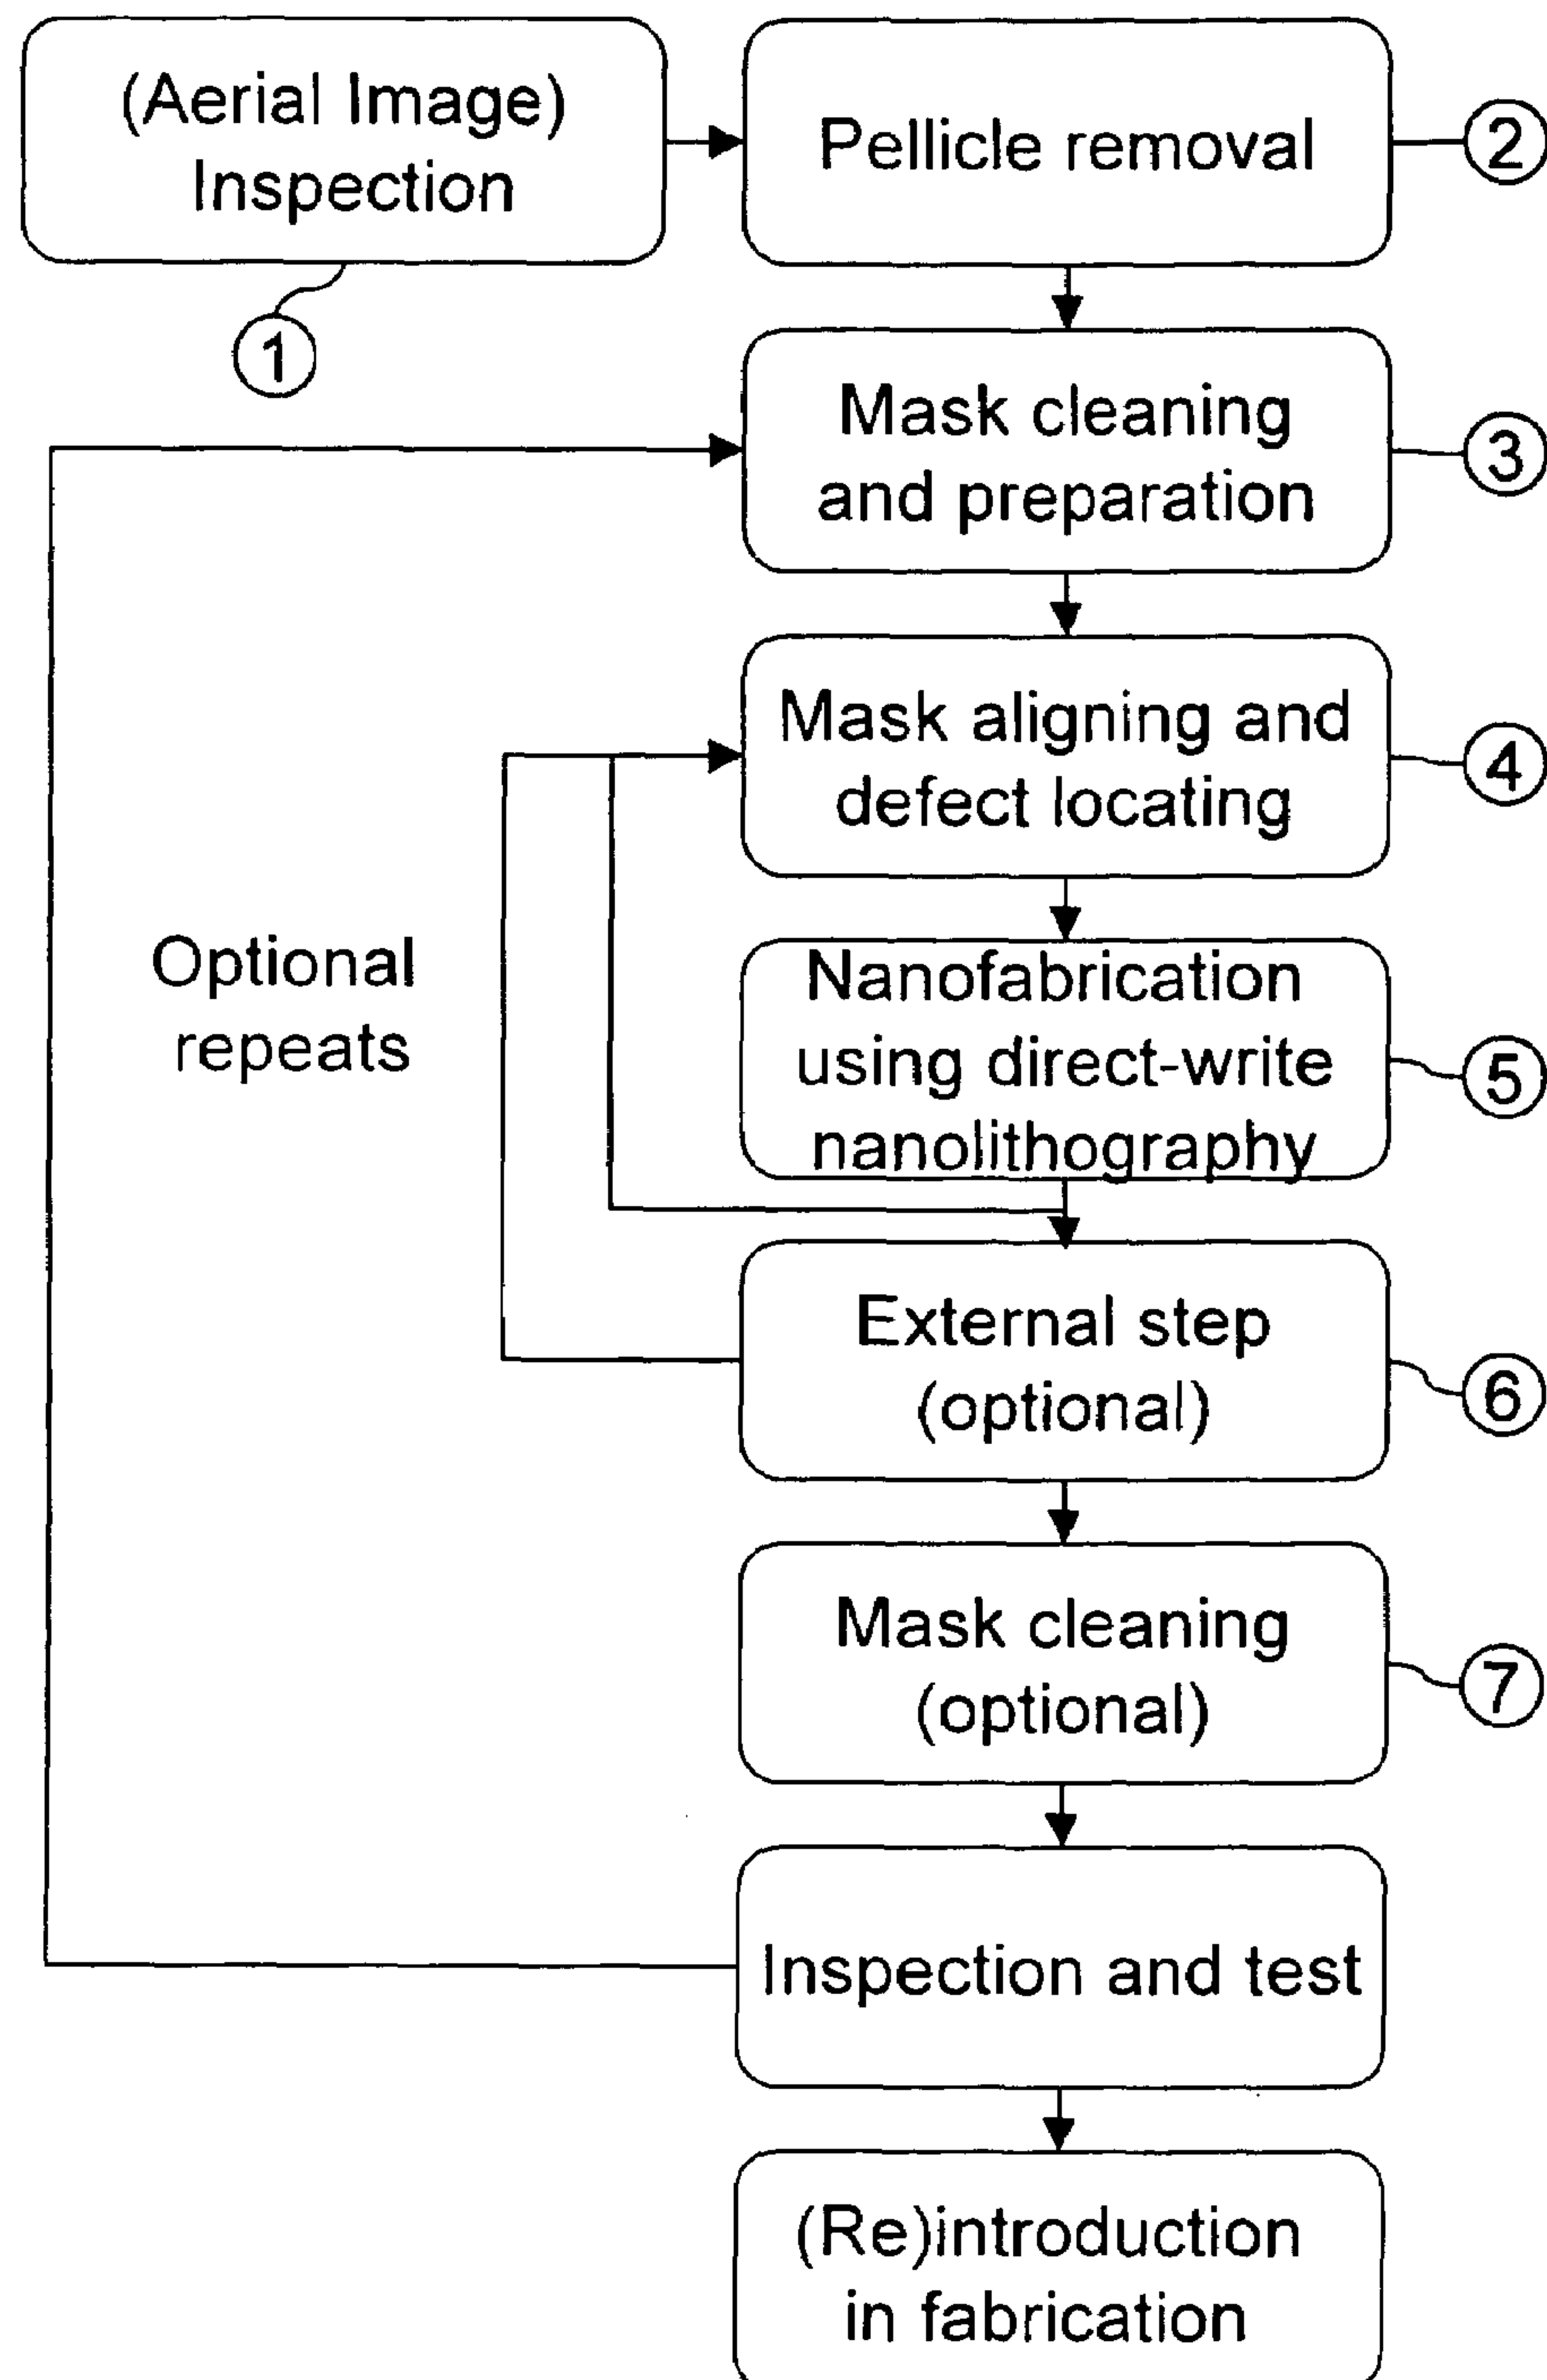 (Aerial Image)
Inspection
1
Pellicle removal
2
Mask cleaning
and preparation
3
Mask aligning and
defect locating
4
Optional
repeats
Nanofabrication
using direct-write
nanolithography
5
External step
(optional)
6
Mask cleaning
(optional)
7
Inspection and test
(Re)introduction
in fabrication